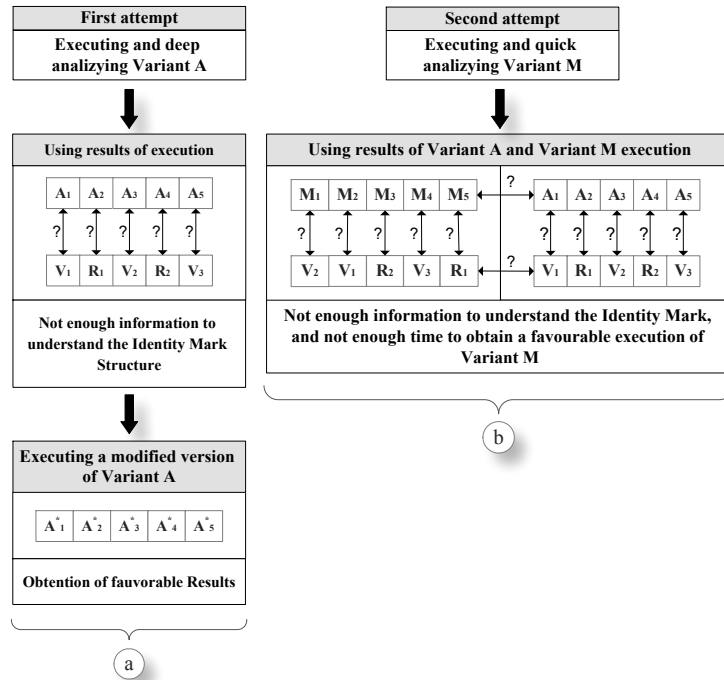 First attempt
Executing and deep
analizying Variant A
Using results of execution
A1 A2 A3 A4 A5
? ? ? ? ?
V1 R1 V2 R2 V3
Not enough information to
understand the Identity Mark
Structure
Executing a modified version
of Variant A
A*1 A*2 A*3 A*4 A*5
Obtention of fauvorable Results
a
Second attempt
Executing and quick
analizying Variant M
Using results of Variant A and Variant M execution
M1 M2 M3 M4 M5 ? A1 A2 A3 A4 A5
? ? ? ? ? ? ? ? ? ?
V2 V1 R2 V3 R1 ? V1 R1 V2 R2 V3
Not enough information to understand the Identity Mark,
and not enough time to obtain a favourable execution of
Variant M
b